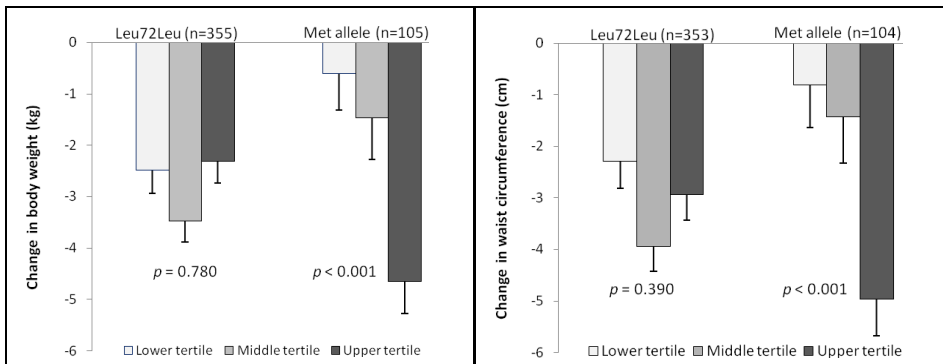 Leu72Leu (n=355) Met allele (n=105)
0
-1
-2
-3
-4
-5
-6
Change in body weight (kg)
p = 0.780 p < 0.001
Lower tertile Middle tertile Upper tertile
Leu72Leu (n=353) Met allele (n=104)
0
-1
-2
-3
-4
-5
-6
Change in waist circumference (cm)
p = 0.390 p < 0.001
Lower tertile Middle tertile Upper tertile